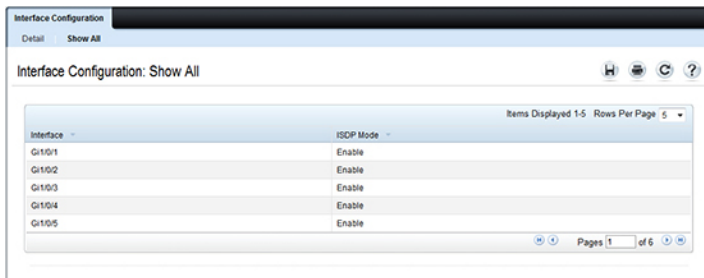 Interface Configuration
Detail Show All
Interface Configuration: Show All
Items Displayed 1-5 Rows Per Page 5
Interface ISDP Mode
Gi1/0/1 Enable
Gi1/0/2 Enable
Gi1/0/3 Enable
Gi1/0/4 Enable
Gi1/0/5 Enable
Pages 1 of 6